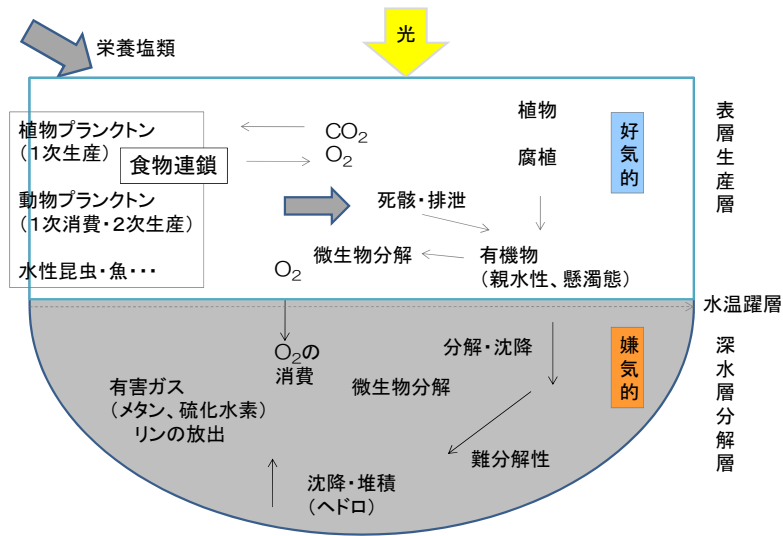 栄養塩類
光
植物プランクトン
(1次生産)
食物連鎖
動物プランクトン
(1次消費・2次生産)
水性昆虫・魚・・・
CO₂
O₂
植物
腐植
死骸・排泄
微生物分解
有機物
(親水性、懸濁態)
O₂
好気的
表層生産層
水温躍層
O₂の
消費
分解・沈降
嫌気的
微生物分解
有害ガス
(メタン、硫化水素)
リンの放出
難分解性
沈降・堆積
(ヘドロ)
深水層分解層